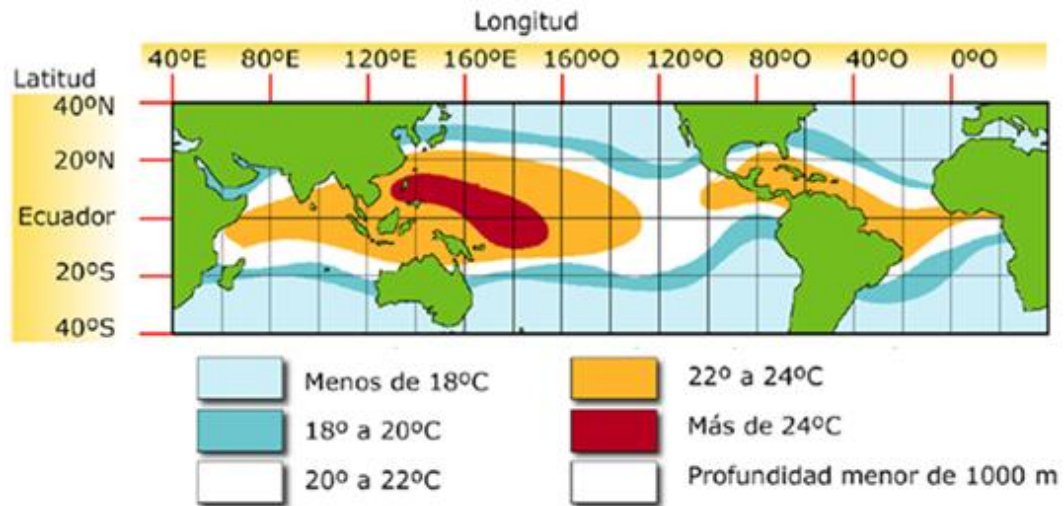 Longitud
40ºE 80ºE 120ºE 160ºE 160ºO 120ºO 80ºO 40ºO 0ºO
Latitud
40ºN
20ºN
Ecuador
20ºS
40ºS
Menos de 18ºC
22º a 24ºC
18º a 20ºC
Más de 24ºC
20º a 22ºC
Profundidad menor de 1000 m